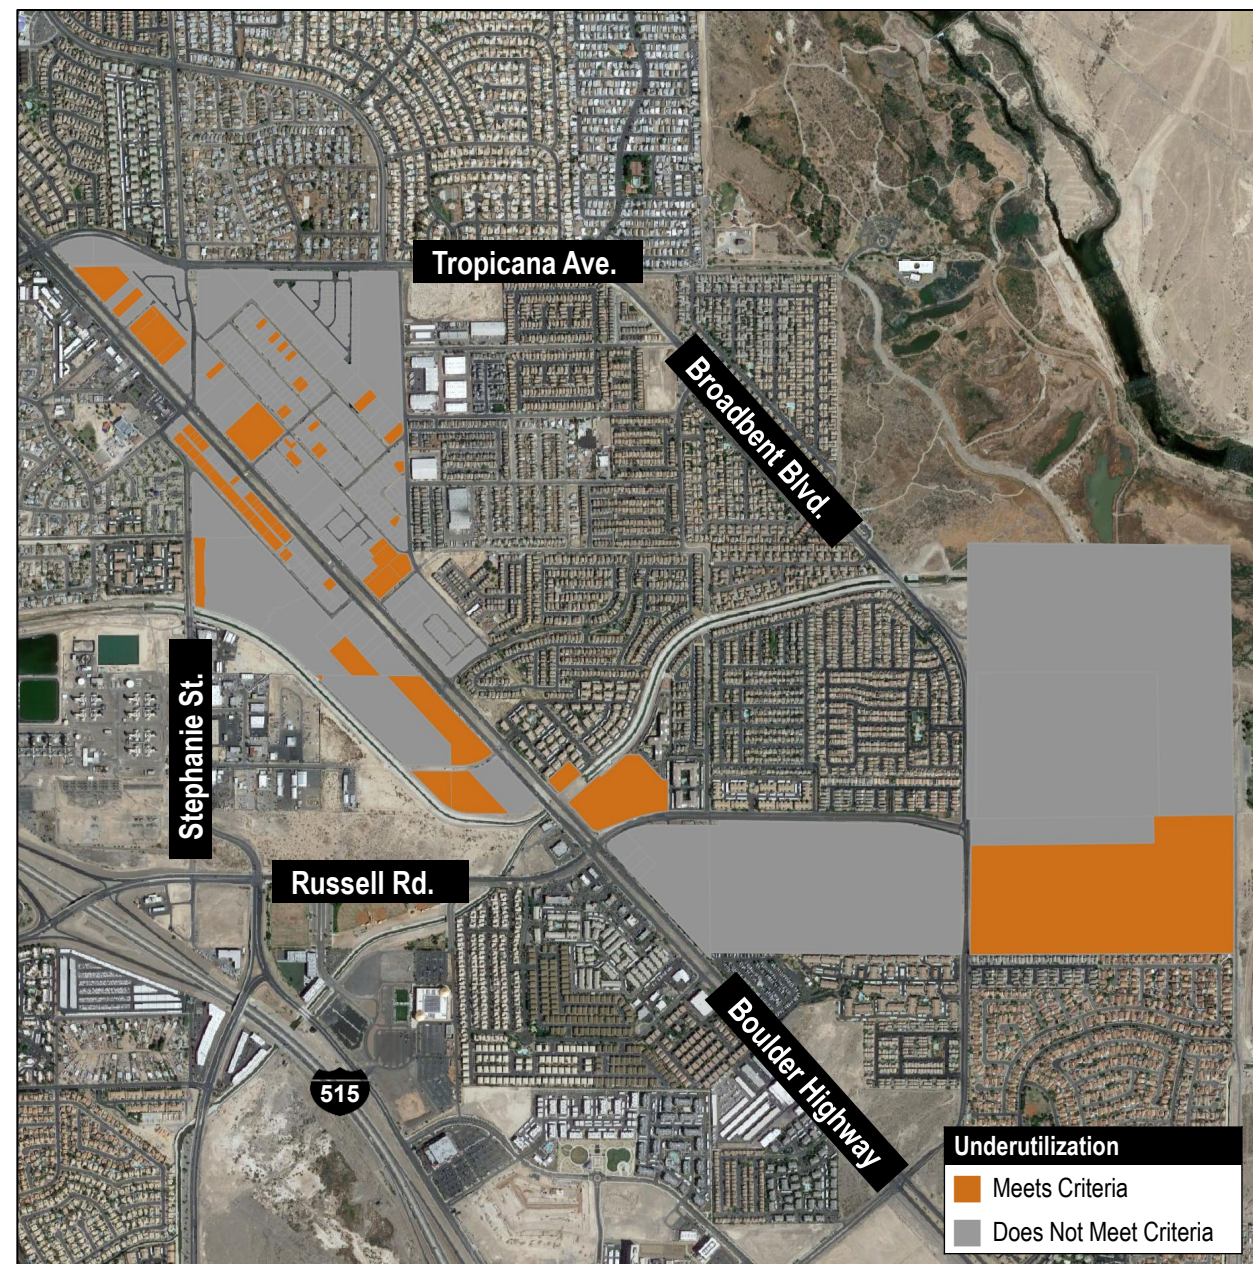 Tropicana Ave.
Broadbent Blvd.
Stephanie St.
Russell Rd.
Boulder Highway
515
Underutilization
Meets Criteria
Does Not Meet Criteria